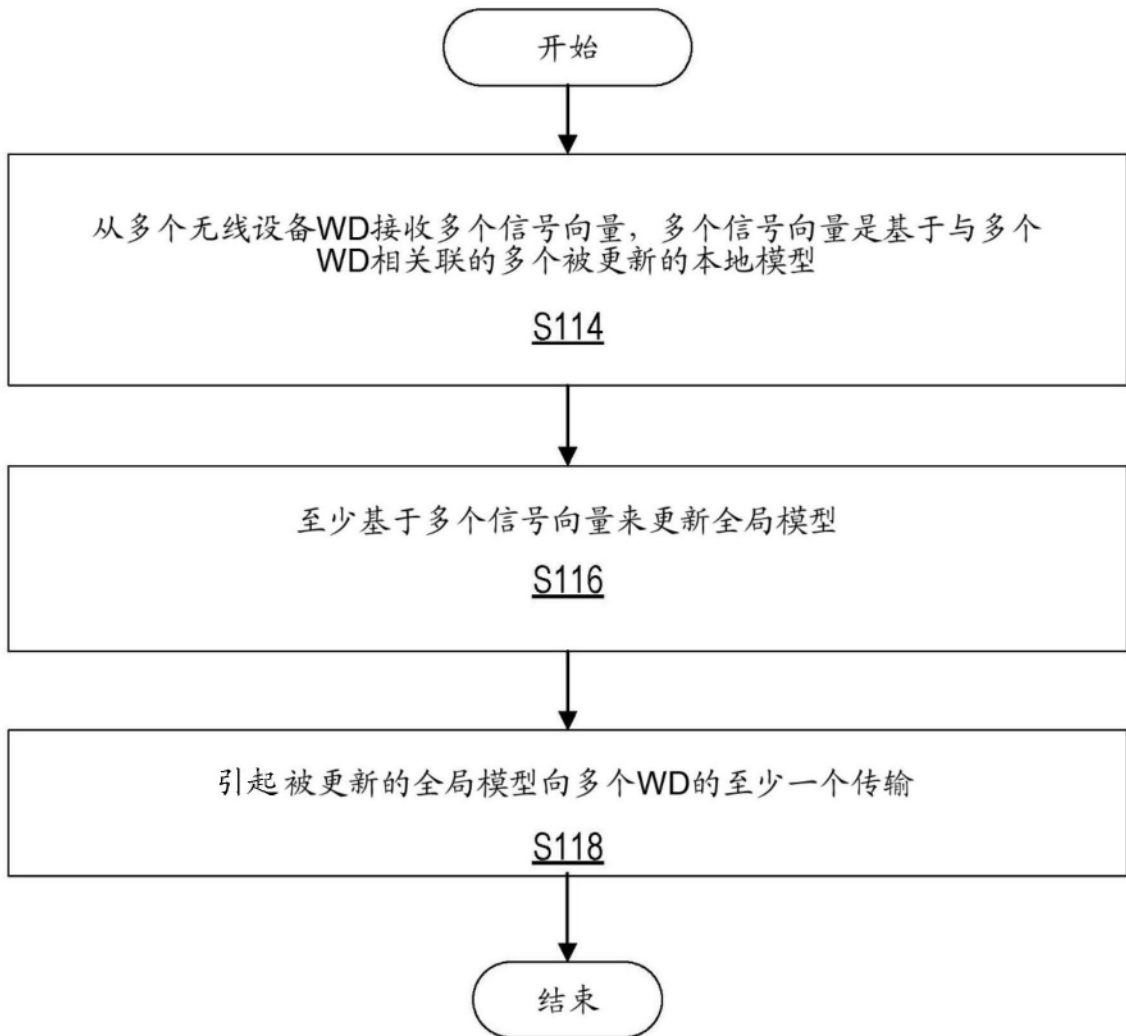 开始
从多个无线设备WD接收多个信号向量，多个信号向量是基于与多个
WD相关联的多个被更新的本地模型
S114
至少基于多个信号向量来更新全局模型
S116
引起被更新的全局模型向多个WD的至少一个传输
S118
结束